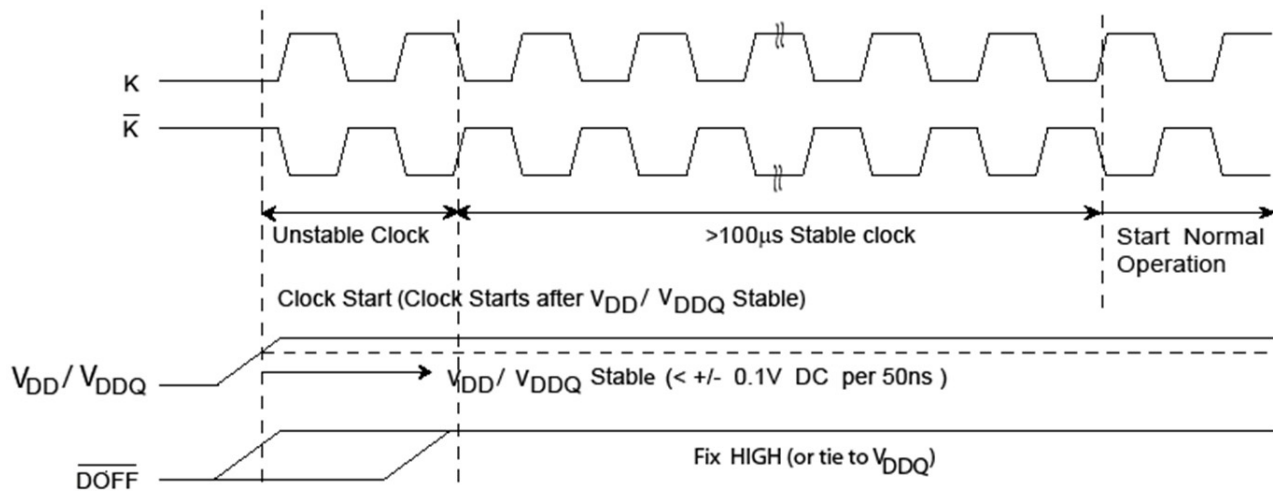 K
K̅
Unstable Clock
>100μs Stable clock
Start Normal
Operation
Clock Start (Clock Starts after VDD/ VDDQ Stable)
VDD/ VDDQ
VDD/ VDDQ Stable (< +/- 0.1V DC per 50ns )
D̅O̅F̅F̅
Fix HIGH (or tie to VDDQ)